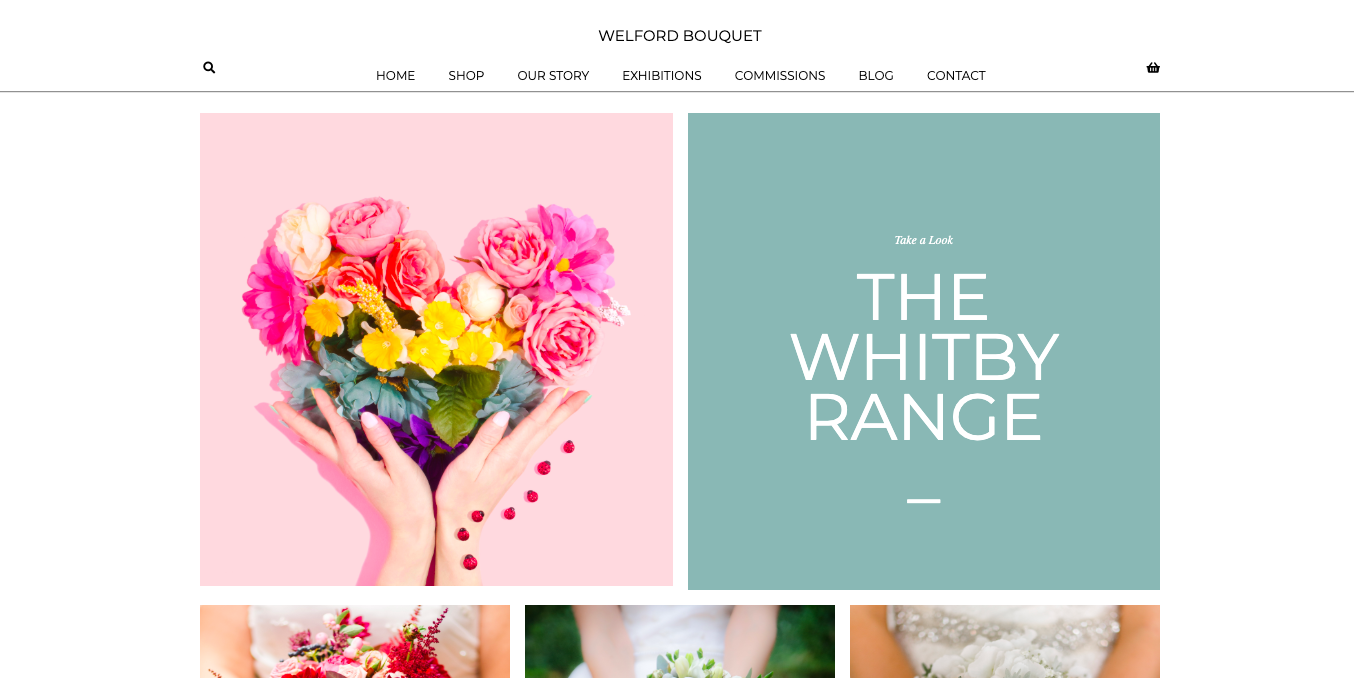 WELFORD BOUQUET
HOME SHOP OUR STORY EXHIBITIONS COMMISSIONS BLOG CONTACT
Take a Look
THE
WHITBY
RANGE